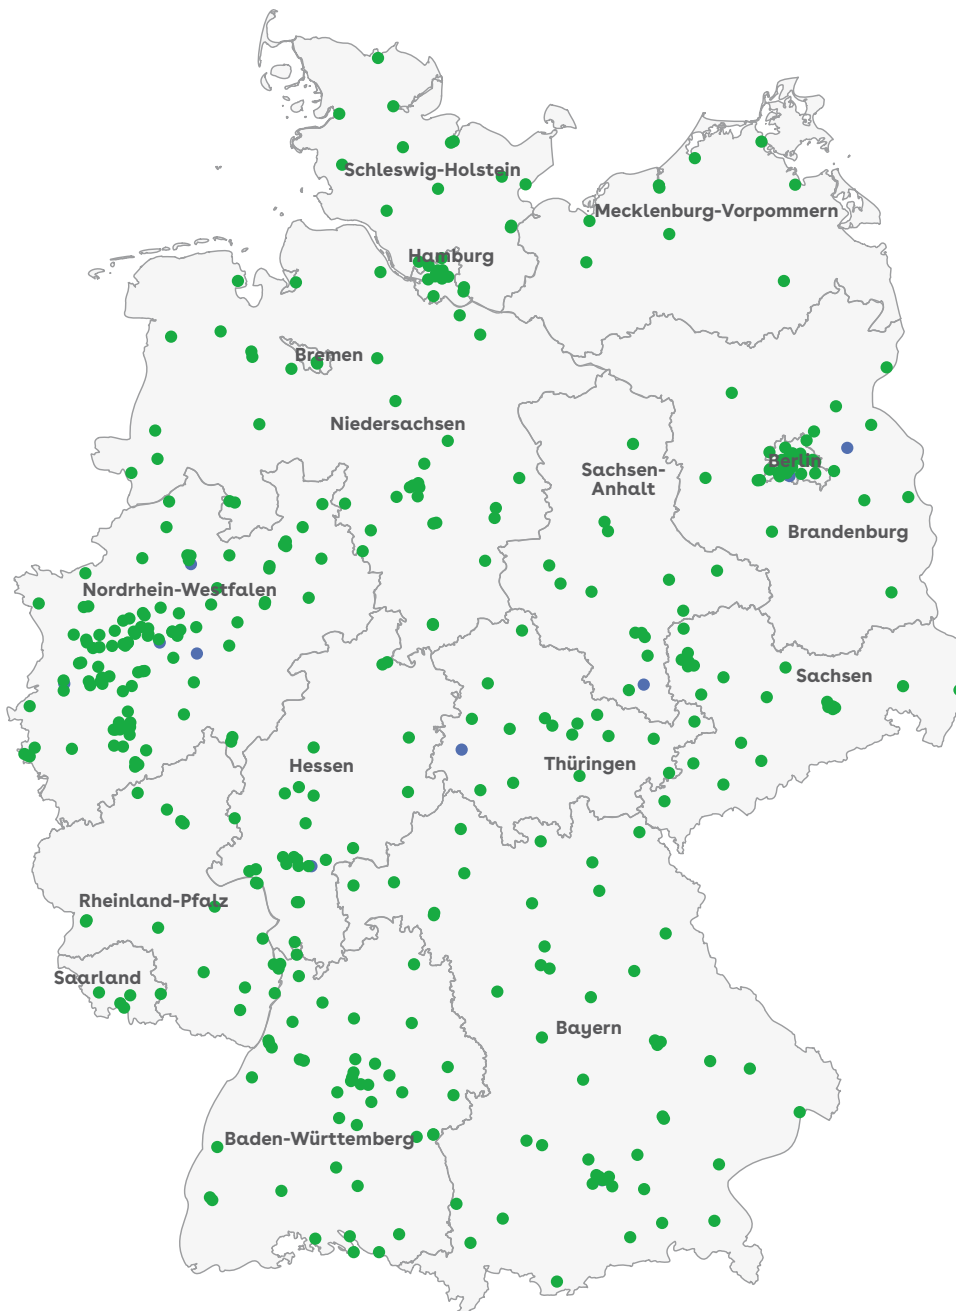 Schleswig-Holstein
Mecklenburg-Vorpommern
Hamburg
Bremen
Niedersachsen
Sachsen-
Anhalt
Berlin
Brandenburg
Nordrhein-Westfalen
Sachsen
Hessen
Thüringen
Rheinland-Pfalz
Saarland
Bayern
Baden-Württemberg